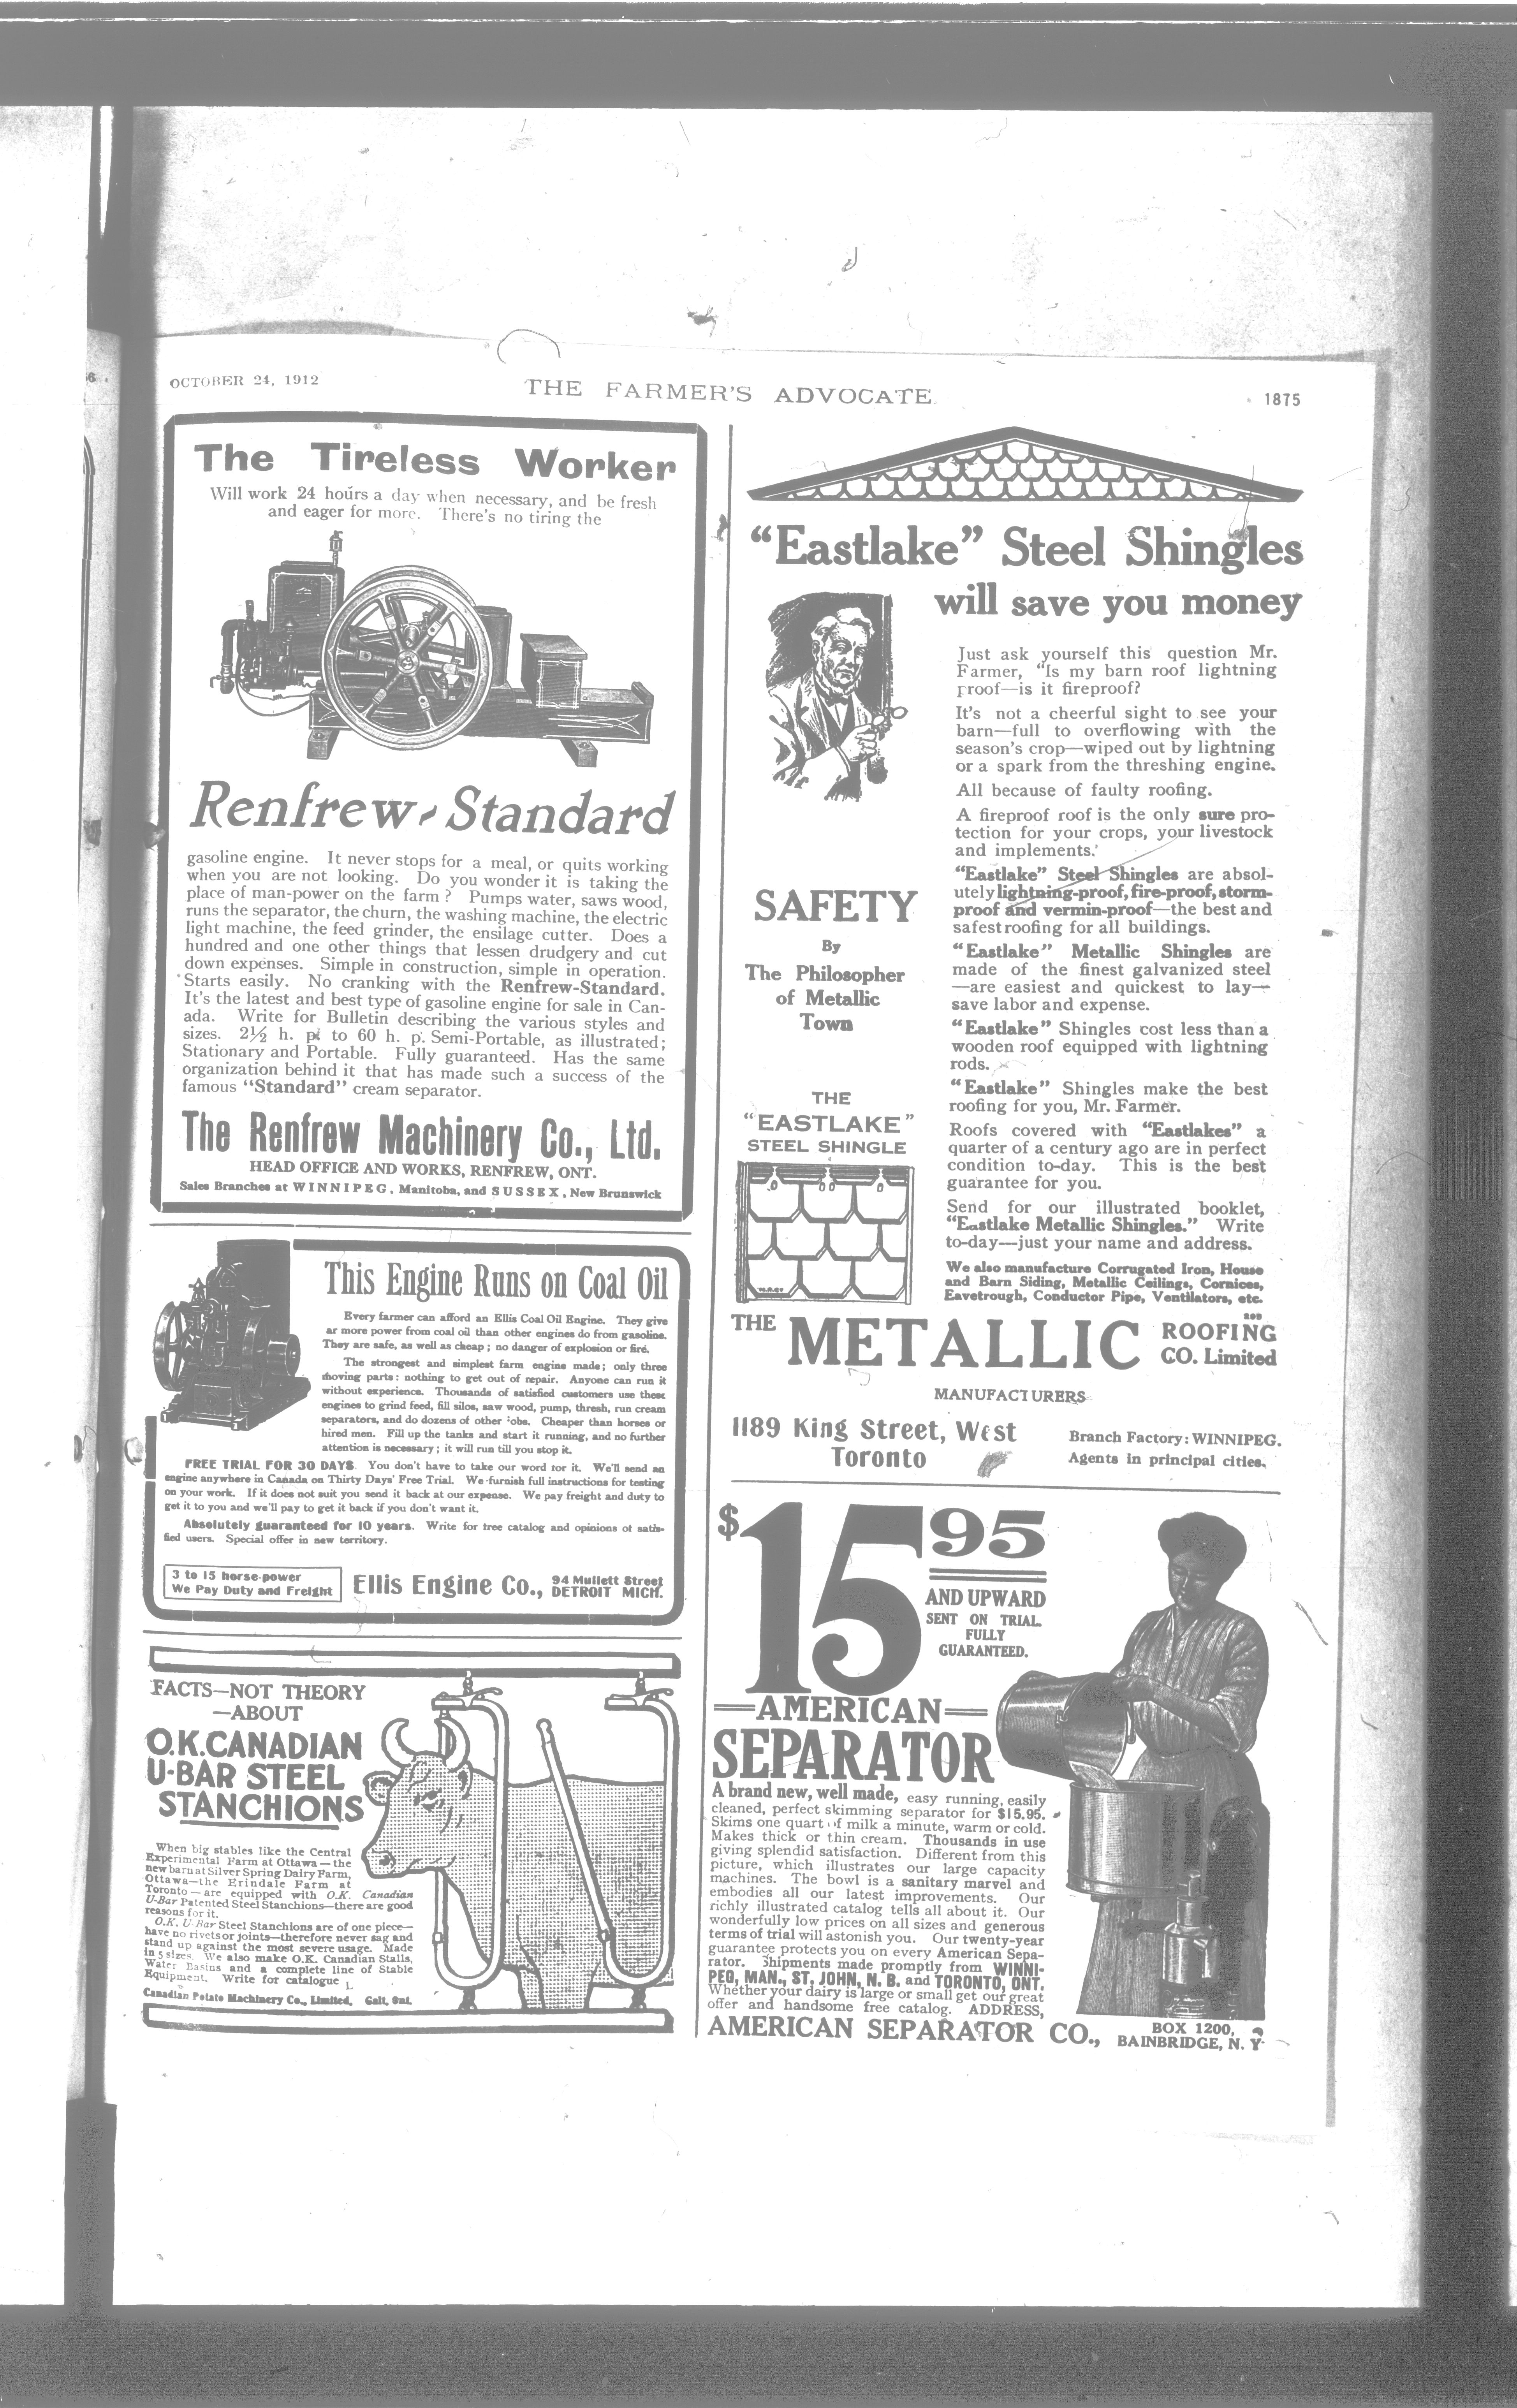 OCTOBER 24, 1912
THE FARMER'S ADVOCATE
1875
The Tireless Worker
Will work 24 hours a day when necessary, and be fresh
and eager for more. There's no tiring the
Renfrew-Standard
gasoline engine. It never stops for a meal, or quits working
when you are not looking. Do you wonder it is taking the
place of man-power on the farm? Pumps water, saws wood,
runs the separator, the churn, the washing machine, the electric
light machine, the feed grinder, the ensilage cutter. Does a
hundred and one other things that lessen drudgery and cut
down expenses. Simple in construction, simple in operation.
Starts easily. No cranking with the Renfrew-Standard.
It's the latest and best type of gasoline engine for sale in Can-
ada. Write for Bulletin describing the various styles and
sizes. 2½ h. p. to 60 h. p. Semi-Portable, as illustrated;
Stationary and Portable. Fully guaranteed. Has the same
organization behind it that has made such a success of the
famous "Standard" cream separator.
The Renfrew Machinery Co., Ltd.
HEAD OFFICE AND WORKS, RENFREW, ONT.
Sales Branches at WINNIPEG, Manitoba, and SUSSEX, New Brunswick
This Engine Runs on Coal Oil
Every farmer can afford an Ellis Coal Oil Engine. They give
ar more power from coal oil than other engines do from gasoline.
They are safe, as well as cheap; no danger of explosion or fire.
The strongest and simplest farm engine made; only three
moving parts: nothing to get out of repair. Anyone can run it
without experience. Thousands of satisfied customers use these
engines to grind feed, fill silos, saw wood, pump, thresh, run cream
separators, and do dozens of other jobs. Cheaper than horses or
hired men. Fill up the tanks and start it running, and no further
attention is necessary; it will run till you stop it.
FREE TRIAL FOR 30 DAYS. You don't have to take our word for it. We'll send an
engine anywhere in Canada on Thirty Days' Free Trial. We furnish full instructions for testing
on your work. If it does not suit you send it back at our expense. We pay freight and duty to
get it to you and we'll pay to get it back if you don't want it.
Absolutely guaranteed for 10 years. Write for free catalog and opinions of satis-
fied users. Special offer in new territory.
3 to 15 horse-power
We Pay Duty and Freight
Ellis Engine Co., 94 Mullett Street
DETROIT MICH.
FACTS—NOT THEORY
—ABOUT
O.K. CANADIAN
U-BAR STEEL
STANCHIONS
When big stables like the Central
Experimental Farm at Ottawa—the
new barn at Silver Spring Dairy Farm,
Ottawa—the Erindale Farm at
Toronto—are equipped with O.K. Canadian
U-Bar Patented Steel Stanchions—there are good
reasons for it.
O.K. U-Bar Steel Stanchions are of one piece—
have no rivets or joints—therefore never sag and
stand up against the most severe usage. Made
in 5 sizes. We also make O.K. Canadian Stalls,
Water Basins and a complete line of Stable
Equipment. Write for catalogue
Canadian Potato Machinery Co., Limited, Galt, Ont.
"Eastlake" Steel Shingles
will save you money
Just ask yourself this question Mr.
Farmer, "Is my barn roof lightning
proof—is it fireproof?
It's not a cheerful sight to see your
barn—full to overflowing with the
season's crop—wiped out by lightning
or a spark from the threshing engine.
All because of faulty roofing.
A fireproof roof is the only sure pro-
tection for your crops, your livestock
and implements.
"Eastlake" Steel Shingles are absol-
utely lightning-proof, fire-proof, storm-
proof and vermin-proof—the best and
safest roofing for all buildings.
"Eastlake" Metallic Shingles are
made of the finest galvanized steel
—are easiest and quickest to lay—
save labor and expense.
"Eastlake" Shingles cost less than a
wooden roof equipped with lightning
rods.
"Eastlake" Shingles make the best
roofing for you, Mr. Farmer.
Roofs covered with "Eastlakes" a
quarter of a century ago are in perfect
condition to-day. This is the best
guarantee for you.
Send for our illustrated booklet,
"Eastlake Metallic Shingles." Write
to-day—just your name and address.
We also manufacture Corrugated Iron, House
and Barn Siding, Metallic Ceilings, Cornices,
Eavetrough, Conductor Pipe, Ventilators, etc.
SAFETY
By
The Philosopher
of Metallic
Town
THE
"EASTLAKE"
STEEL SHINGLE
THE METALLIC ROOFING
CO. Limited
MANUFACTURERS
1189 King Street, West
Toronto
Branch Factory: WINNIPEG.
Agents in principal cities.
$15 95
AND UPWARD
SENT ON TRIAL.
FULLY
GUARANTEED.
AMERICAN
SEPARATOR
A brand new, well made, easy running, easily
cleaned, perfect skimming separator for $15.95.
Skims one quart of milk a minute, warm or cold.
Makes thick or thin cream. Thousands in use
giving splendid satisfaction. Different from this
picture, which illustrates our large capacity
machines. The bowl is a sanitary marvel and
embodies all our latest improvements. Our
richly illustrated catalog tells all about it. Our
wonderfully low prices on all sizes and generous
terms of trial will astonish you. Our twenty-year
guarantee protects you on every American Sepa-
rator. Shipments made promptly from WINNI-
PEG, MAN., ST. JOHN, N. B. and TORONTO, ONT.
Whether your dairy is large or small get our great
offer and handsome free catalog. ADDRESS,
AMERICAN SEPARATOR CO., BOX 1200,
BAINBRIDGE, N. Y.